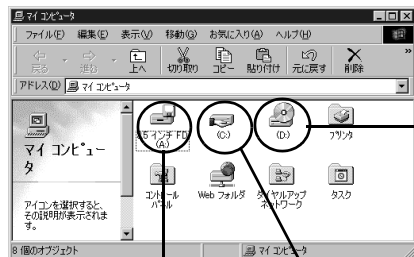 マイ コンピュータ
ファイル(F) 編集(E) 表示(V) 移動(G) お気に入り(A) ヘルプ(H)
戻る 進む 上へ 切り取り コピー 貼り付け 元に戻す 削除 »
アドレス(D) マイ コンピュータ
マイ コンピュー
タ
アイコンを選択すると、
その説明が表示されま
す。
3.5 インチ FD
(A:)
(C:)
(D:)
プリンタ
コントロール
パネル
Web フォルダ
ダイヤルアップ
ネットワーク
タスク
8 個のオブジェクト
マイ コンピュータ